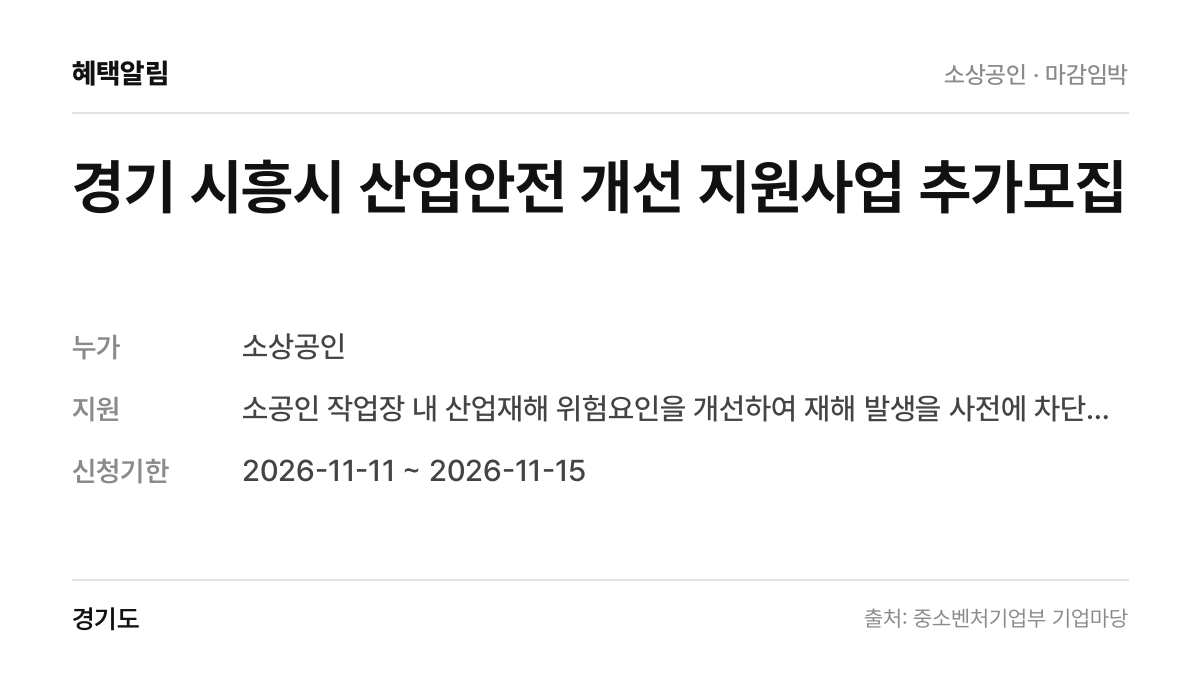 혜택알림
소상공인 · 마감임박
경기 시흥시 산업안전 개선 지원사업 추가모집
누가 소상공인
지원 소공인 작업장 내 산업재해 위험요인을 개선하여 재해 발생을 사전에 차단...
신청기한 2026-11-11 ~ 2026-11-15
경기도
출처: 중소벤처기업부 기업마당